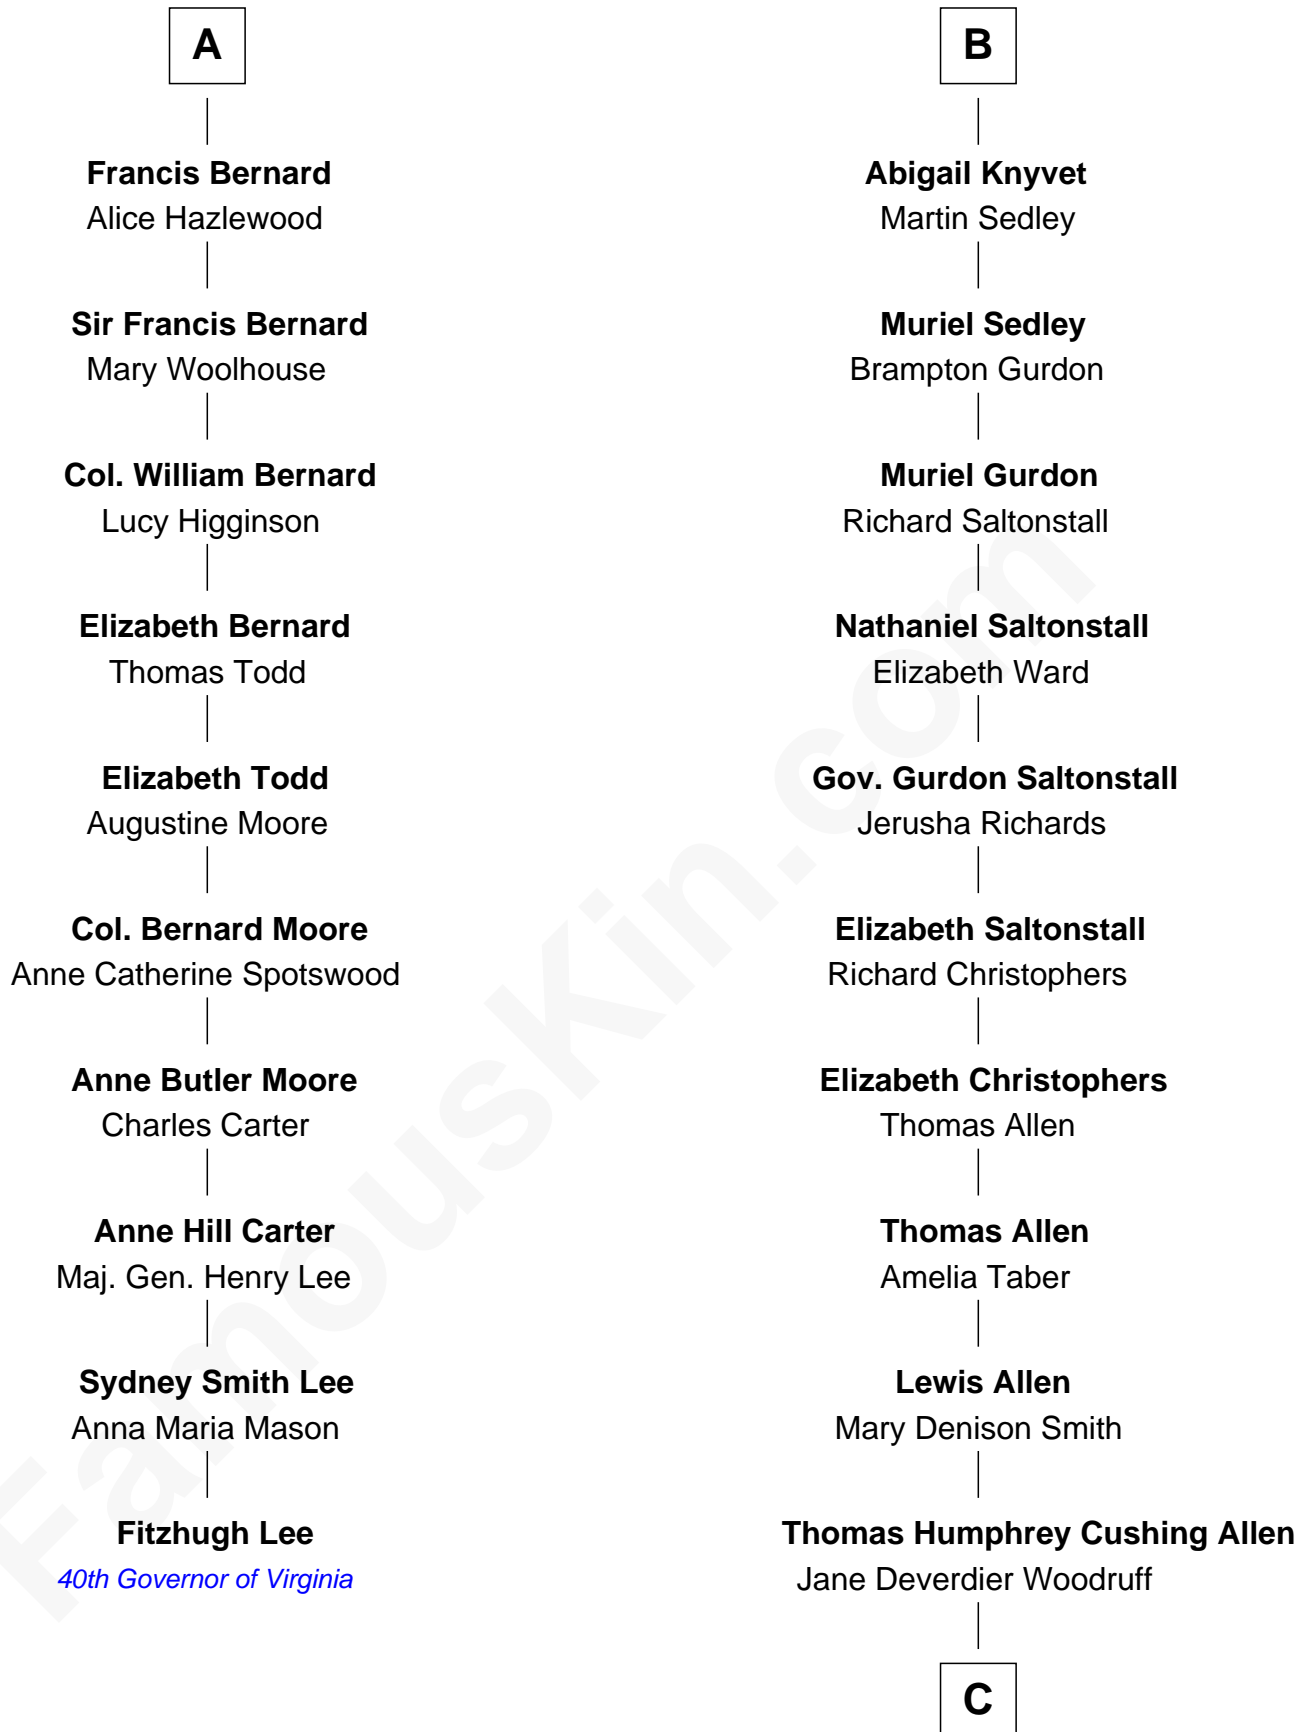 A
Francis Bernard
Alice Hazlewood
Sir Francis Bernard
Mary Woolhouse
Col. William Bernard
Lucy Higginson
Elizabeth Bernard
Thomas Todd
Elizabeth Todd
Augustine Moore
Col. Bernard Moore
Anne Catherine Spotswood
Anne Butler Moore
Charles Carter
Anne Hill Carter
Maj. Gen. Henry Lee
Sydney Smith Lee
Anna Maria Mason
Fitzhugh Lee
40th Governor of Virginia
B
Abigail Knyvet
Martin Sedley
Muriel Sedley
Brampton Gurdon
Muriel Gurdon
Richard Saltonstall
Nathaniel Saltonstall
Elizabeth Ward
Gov. Gurdon Saltonstall
Jerusha Richards
Elizabeth Saltonstall
Richard Christophers
Elizabeth Christophers
Thomas Allen
Thomas Allen
Amelia Taber
Lewis Allen
Mary Denison Smith
Thomas Humphrey Cushing Allen
Jane Deverdier Woodruff
C
FamousKin.com